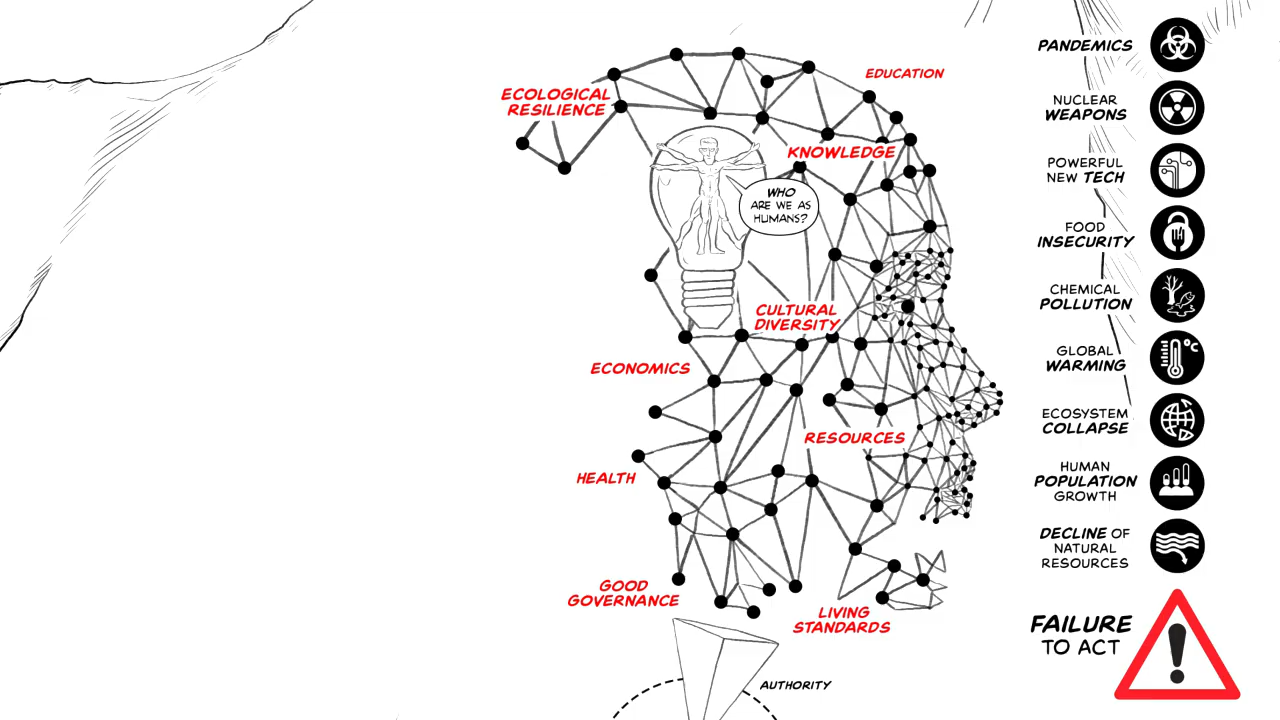 ECOLOGICAL
RESILIENCE
EDUCATION
KNOWLEDGE
WHO
ARE WE AS
HUMANS?
CULTURAL
DIVERSITY
ECONOMICS
RESOURCES
HEALTH
GOOD
GOVERNANCE
LIVING
STANDARDS
AUTHORITY
PANDEMICS
NUCLEAR
WEAPONS
POWERFUL
NEW TECH
FOOD
INSECURITY
CHEMICAL
POLLUTION
GLOBAL
WARMING
°C
ECOSYSTEM
COLLAPSE
HUMAN
POPULATION
GROWTH
DECLINE OF
NATURAL
RESOURCES
FAILURE
TO ACT
!